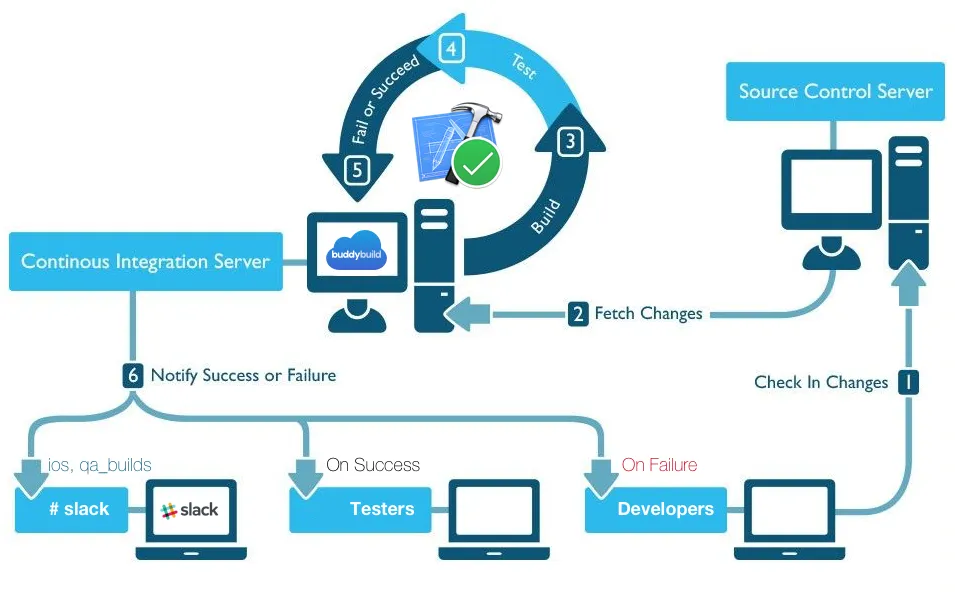 4
Test
Fail or Succeed
3
5
Build
Source Control Server
buddybuild
Continous Integration Server
2 Fetch Changes
6 Notify Success or Failure
Check In Changes 1
ios, qa_builds
On Success
On Failure
# slack
slack
Testers
Developers